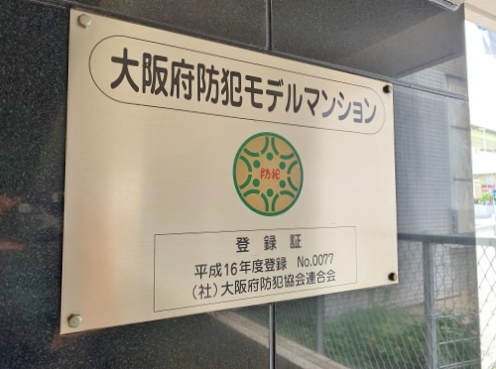 大阪府防犯モデルマンション
防犯
登録証
平成16年度登録 No.0077
(社)大阪府防犯協会連合会